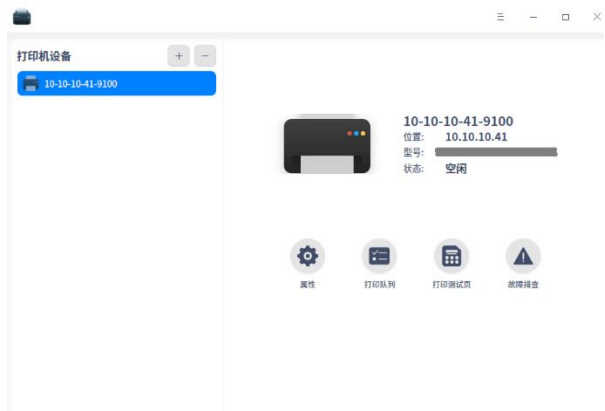 打印机设备
10-10-10-41-9100
10-10-10-41-9100
位置: 10.10.10.41
型号:
状态: 空闲
属性 打印队列 打印测试页 故障排查